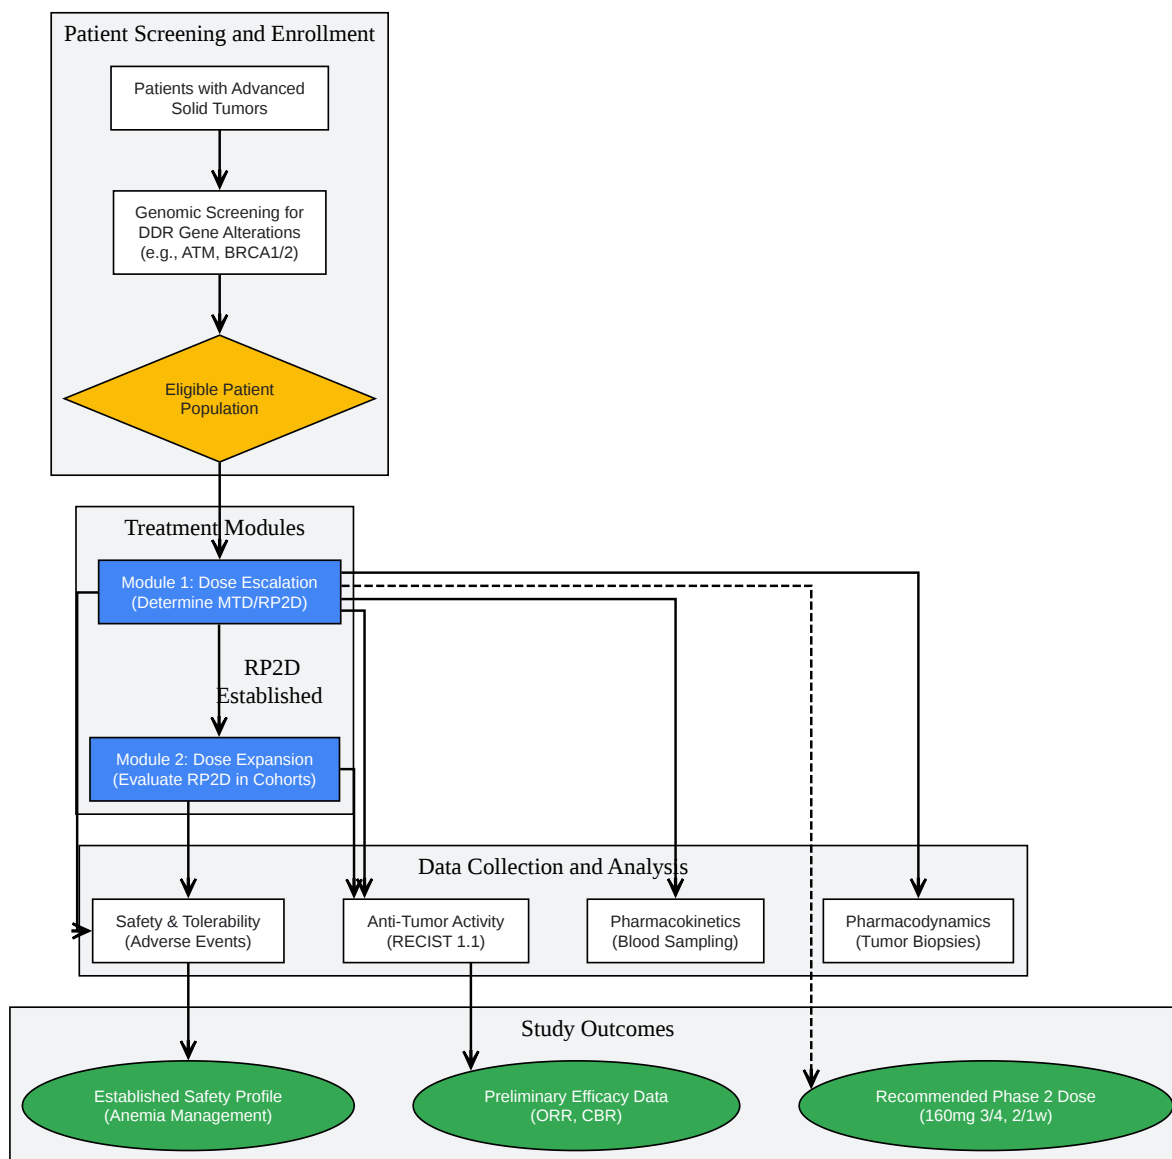 Patient Screening and Enrollment
Patients with Advanced
Solid Tumors
Genomic Screening for
DDR Gene Alterations
(e.g., ATM, BRCA1/2)
Eligible Patient
Population
Treatment Modules
Module 1: Dose Escalation
(Determine MTD/RP2D)
RP2D
Established
Module 2: Dose Expansion
(Evaluate RP2D in Cohorts)
Data Collection and Analysis
Safety & Tolerability
(Adverse Events)
Anti-Tumor Activity
(RECIST 1.1)
Pharmacokinetics
(Blood Sampling)
Pharmacodynamics
(Tumor Biopsies)
Study Outcomes
Established Safety Profile
(Anemia Management)
Preliminary Efficacy Data
(ORR, CBR)
Recommended Phase 2 Dose
(160mg 3/4, 2/1w)